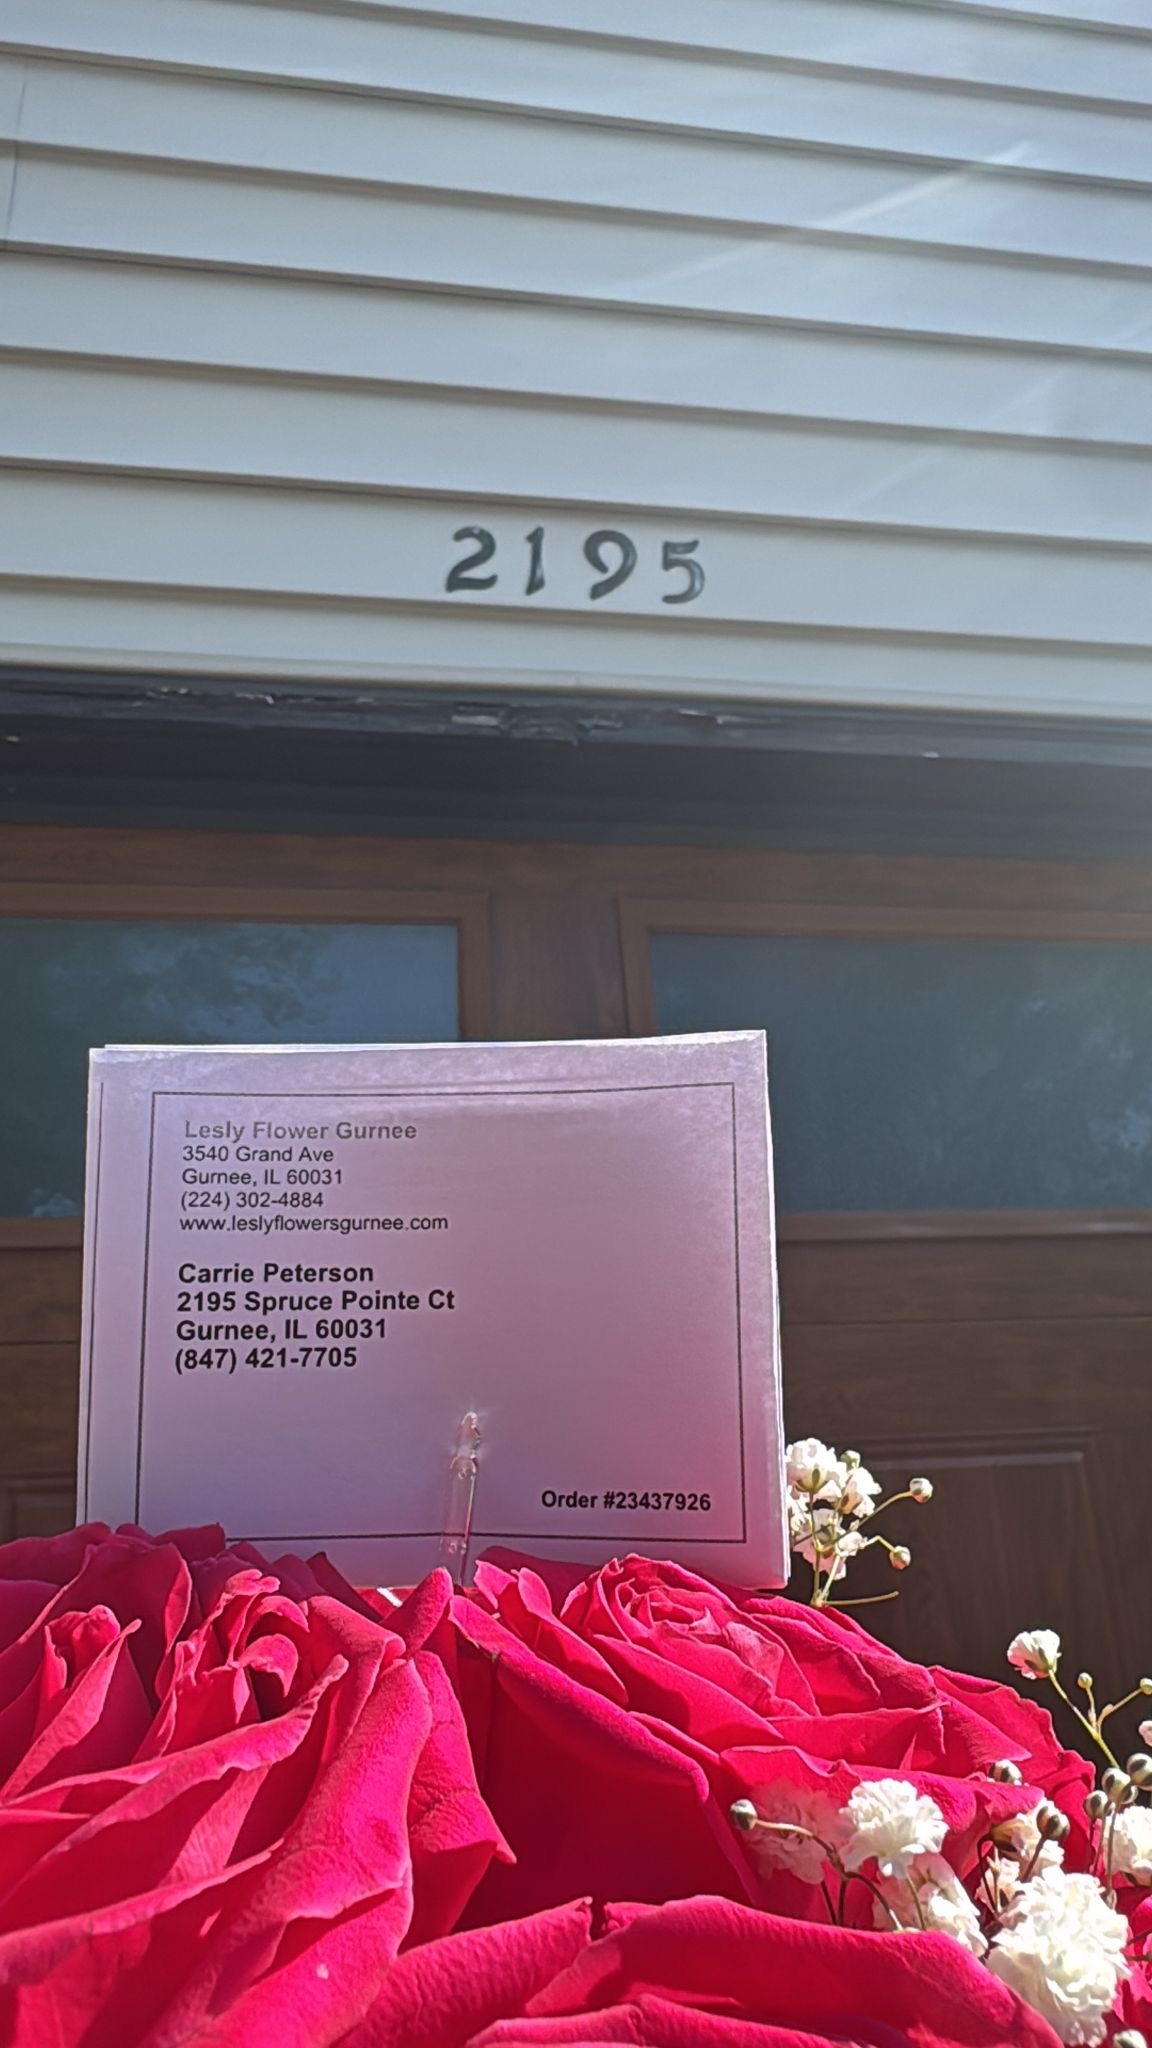 2195
Lesly Flower Gurnee
3540 Grand Ave
Gurnee, IL 60031
(224) 302-4884
www.leslyflowersgurnee.com
Carrie Peterson
2195 Spruce Pointe Ct
Gurnee, IL 60031
(847) 421-7705
Order #23437926